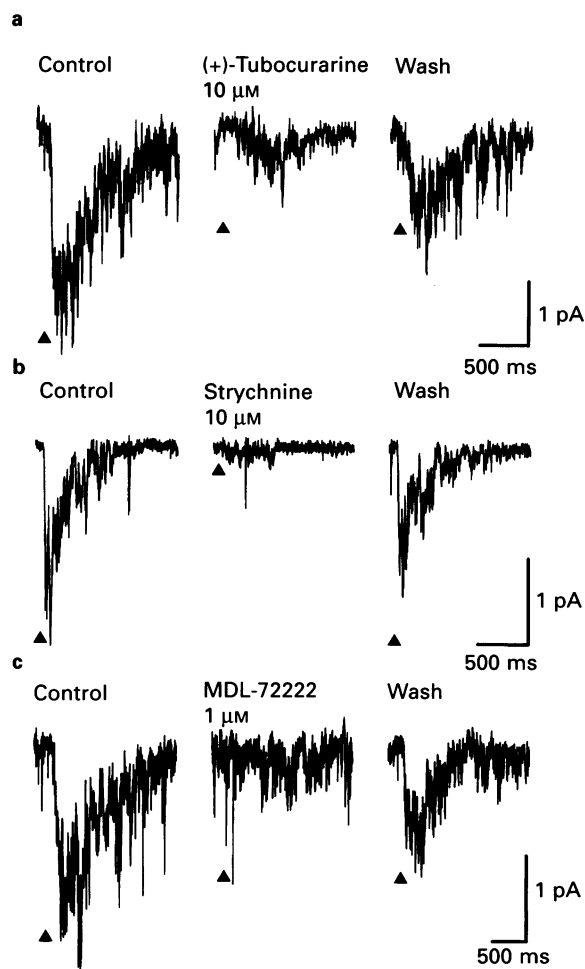 a
Control
(+)-Tubocurarine
10 μM
Wash
1 pA
500 ms
b
Control
Strychnine
10 μM
Wash
1 pA
500 ms
c
Control
MDL-72222
1 μM
Wash
1 pA
500 ms